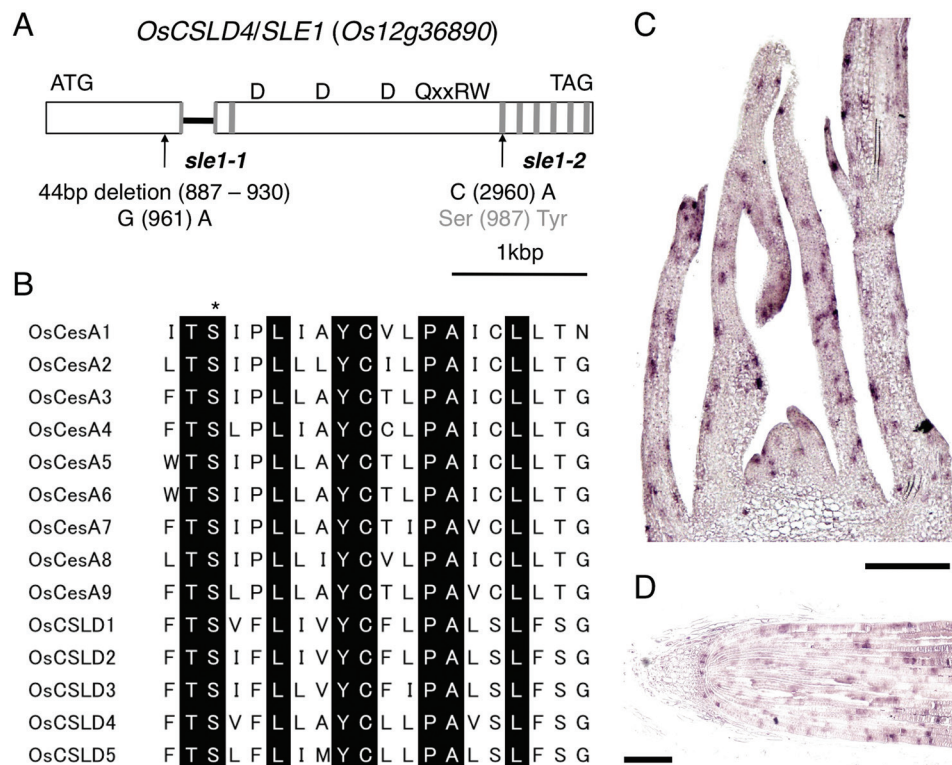 A
OsCSLD4/SLE1 (Os12g36890)
ATG D D D QxxRW TAG
sle1-1 sle1-2
44bp deletion (887 – 930) C (2960) A
G (961) A Ser (987) Tyr
1kbp
B
*
OsCesA1 I T S I P L I A Y C V L P A I C L L T N
OsCesA2 L T S I P L L L Y C I L P A I C L L T G
OsCesA3 F T S I P L L A Y C T L P A I C L L T G
OsCesA4 F T S L P L I A Y C C L P A I C L L T G
OsCesA5 W T S I P L L A Y C T L P A I C L L T G
OsCesA6 W T S I P L L A Y C T L P A I C L L T G
OsCesA7 F T S I P L L A Y C T I P A V C L L T G
OsCesA8 L T S I P L L I Y C V L P A I C L L T G
OsCesA9 F T S L P L L A Y C T L P A V C L L T G
OsCSLD1 F T S V F L I V Y C F L P A L S L F S G
OsCSLD2 F T S I F L I V Y C F L P A L S L F S G
OsCSLD3 F T S I F L L V Y C F I P A L S L F S G
OsCSLD4 F T S V F L L A Y C L L P A V S L F S G
OsCSLD5 F T S L F L I M Y C L L P A L S L F S G
C
D